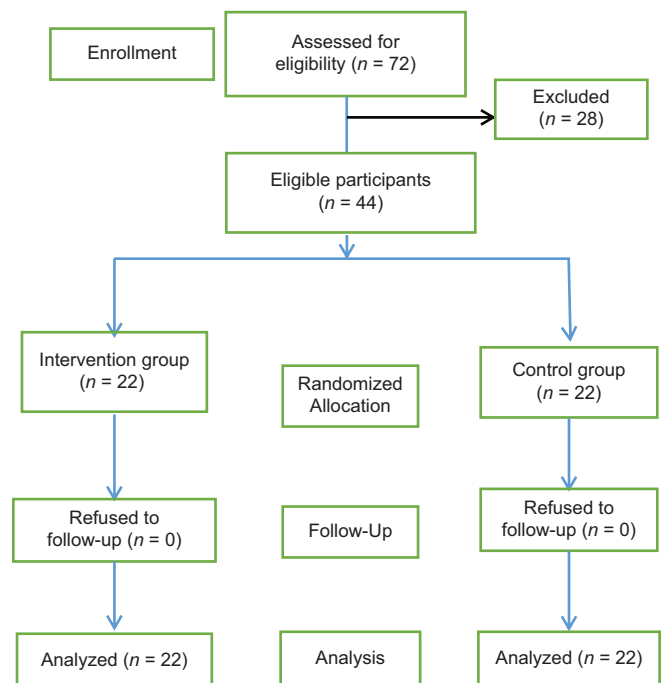 Enrollment
Assessed for
eligibility (n = 72)
Excluded
(n = 28)
Eligible participants
(n = 44)
Intervention group
(n = 22)
Randomized
Allocation
Control group
(n = 22)
Refused to
follow-up (n = 0)
Follow-Up
Refused to
follow-up (n = 0)
Analyzed (n = 22)
Analysis
Analyzed (n = 22)